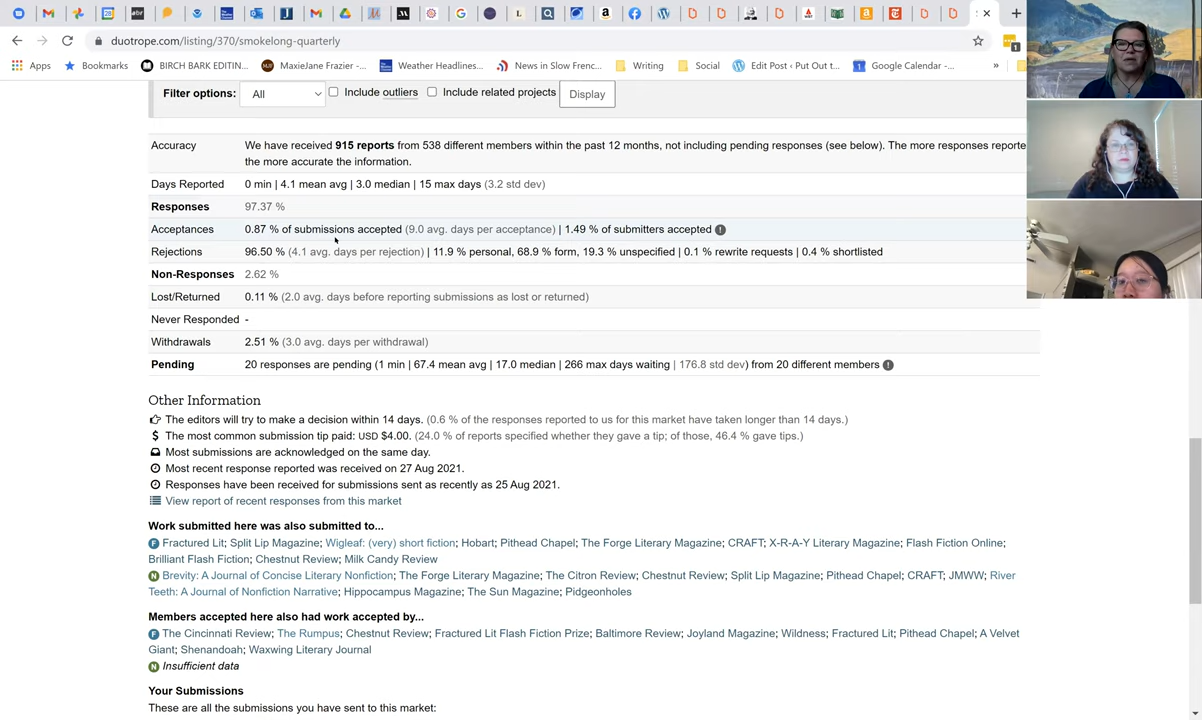 duotrope.com/listing/370/smokelong-quarterly
Apps Bookmarks BIRCH BARK EDITIN... MaxieJane Frazier -... Weather Headlines... News in Slow Frenc... Writing Social Edit Post ‹ Put Out t... Google Calendar -... »
Filter options: All Include outliers Include related projects Display
Accuracy We have received 915 reports from 538 different members within the past 12 months, not including pending responses (see below). The more responses reporte
the more accurate the information.
Days Reported 0 min | 4.1 mean avg | 3.0 median | 15 max days (3.2 std dev)
Responses 97.37 %
Acceptances 0.87 % of submissions accepted (9.0 avg. days per acceptance) | 1.49 % of submitters accepted
Rejections 96.50 % (4.1 avg. days per rejection) | 11.9 % personal, 68.9 % form, 19.3 % unspecified | 0.1 % rewrite requests | 0.4 % shortlisted
Non-Responses 2.62 %
Lost/Returned 0.11 % (2.0 avg. days before reporting submissions as lost or returned)
Never Responded -
Withdrawals 2.51 % (3.0 avg. days per withdrawal)
Pending 20 responses are pending (1 min | 67.4 mean avg | 17.0 median | 266 max days waiting | 176.8 std dev) from 20 different members
Other Information
The editors will try to make a decision within 14 days. (0.6 % of the responses reported to us for this market have taken longer than 14 days.)
$ The most common submission tip paid: USD $4.00. (24.0 % of reports specified whether they gave a tip; of those, 46.4 % gave tips.)
Most submissions are acknowledged on the same day.
Most recent response reported was received on 27 Aug 2021.
Responses have been received for submissions sent as recently as 25 Aug 2021.
View report of recent responses from this market
Work submitted here was also submitted to...
F Fractured Lit; Split Lip Magazine; Wigleaf: (very) short fiction; Hobart; Pithead Chapel; The Forge Literary Magazine; CRAFT; X-R-A-Y Literary Magazine; Flash Fiction Online;
Brilliant Flash Fiction; Chestnut Review; Milk Candy Review
N Brevity: A Journal of Concise Literary Nonfiction; The Forge Literary Magazine; The Citron Review; Chestnut Review; Split Lip Magazine; Pithead Chapel; CRAFT; JMWW; River
Teeth: A Journal of Nonfiction Narrative; Hippocampus Magazine; The Sun Magazine; Pidgeonholes
Members accepted here also had work accepted by...
F The Cincinnati Review; The Rumpus; Chestnut Review; Fractured Lit Flash Fiction Prize; Baltimore Review; Joyland Magazine; Wildness; Fractured Lit; Pithead Chapel; A Velvet
Giant; Shenandoah; Waxwing Literary Journal
N Insufficient data
Your Submissions
These are all the submissions you have sent to this market: